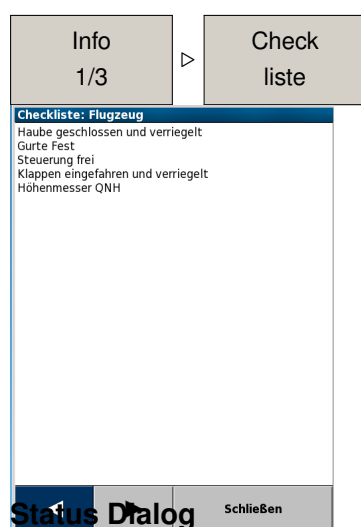 Info
1/3
▷
Check
liste
Checkliste: Flugzeug
Haube geschlossen und verriegelt
Gurte Fest
Steuerung frei
Klappen eingefahren und verriegelt
Höhenmesser QNH
Schließen
Status Dialog